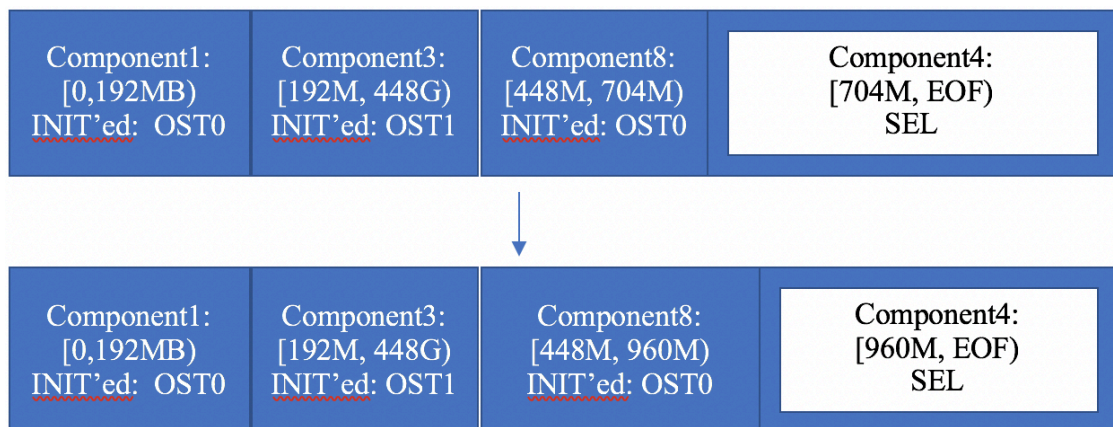 Component1:
[0,192MB)
INIT’ed:  OST0
Component3:
[192M, 448G)
INIT’ed: OST1
Component8:
[448M, 704M)
INIT’ed: OST0
Component4:
[704M, EOF)
SEL
Component1:
[0,192MB)
INIT’ed:  OST0
Component3:
[192M, 448G)
INIT’ed: OST1
Component8:
[448M, 960M)
INIT’ed: OST0
Component4:
[960M, EOF)
SEL